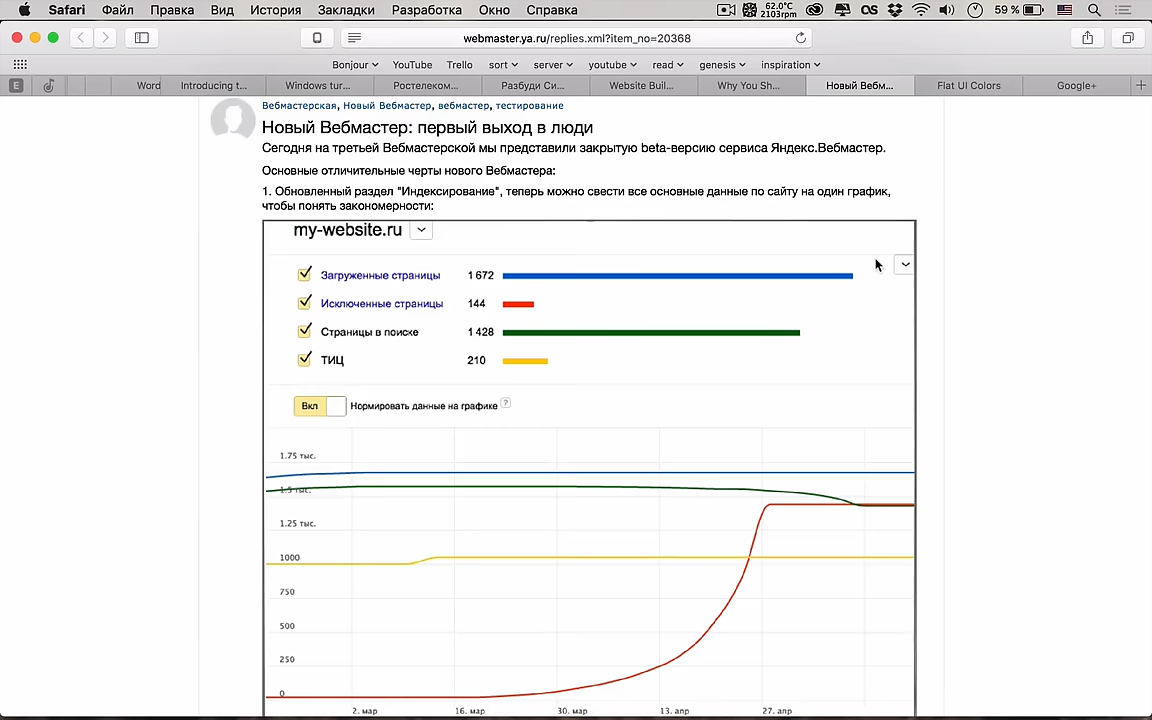 Safari Файл Правка Вид История Закладки Разработка Окно Справка 62.0°C 2103rpm 59 %
webmaster.ya.ru/replies.xml?item_no=20368
Bonjour YouTube Trello sort server youtube read genesis inspiration
E Word Introducing t... Windows tur... Ростелеком... Разбуди Си... Website Buil... Why You Sh... Новый Вебм... Flat UI Colors Google+
Вебмастерская, Новый Вебмастер, вебмастер, тестирование
Новый Вебмастер: первый выход в люди
Сегодня на третьей Вебмастерской мы представили закрытую beta-версию сервиса Яндекс.Вебмастер.
Основные отличительные черты нового Вебмастера:
1. Обновленный раздел "Индексирование", теперь можно свести все основные данные по сайту на один график,
чтобы понять закономерности:
my-website.ru
Загруженные страницы 1 672
Исключенные страницы 144
Страницы в поиске 1 428
ТИЦ 210
Вкл Нормировать данные на графике ?
1.75 тыс.
1.5 тыс.
1.25 тыс.
1000
750
500
250
0
2. мар 16. мар 30. мар 13. апр 27. апр